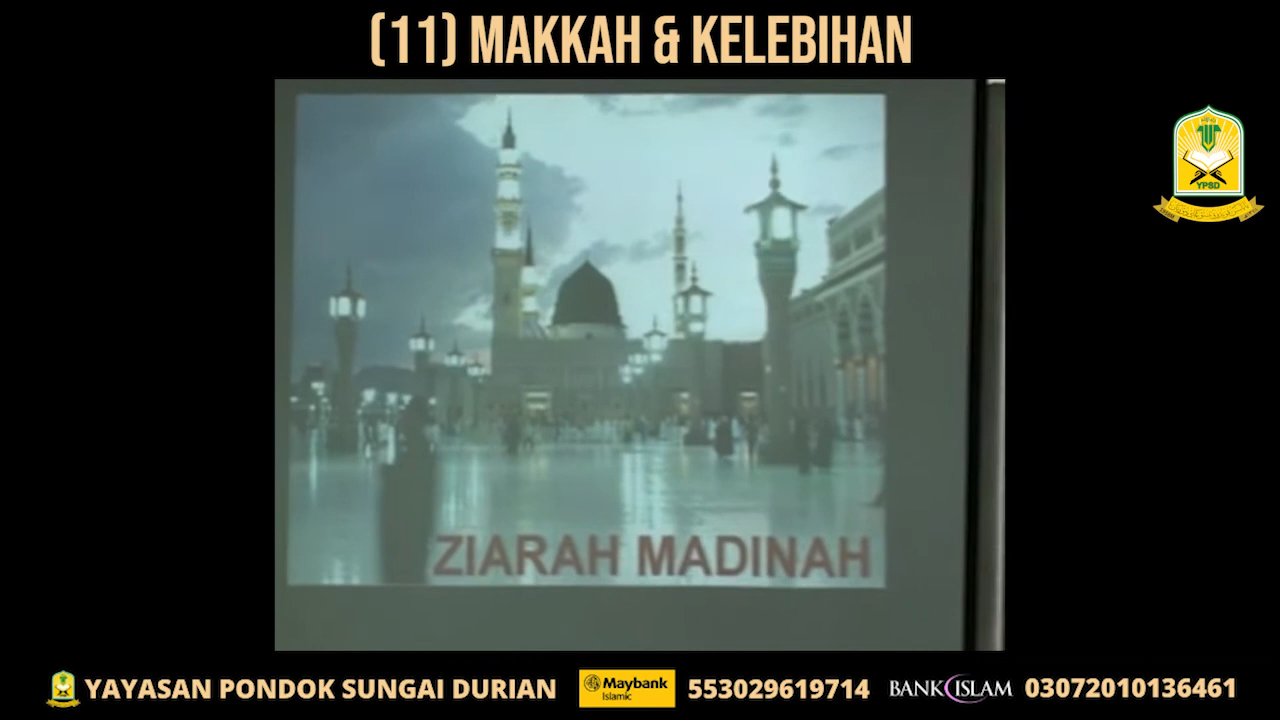 (11) MAKKAH & KELEBIHAN
YPSD
ZIARAH MADINAH
YAYASAN PONDOK SUNGAI DURIAN
Maybank
Islamic
553029619714
BANK ISLAM
03072010136461